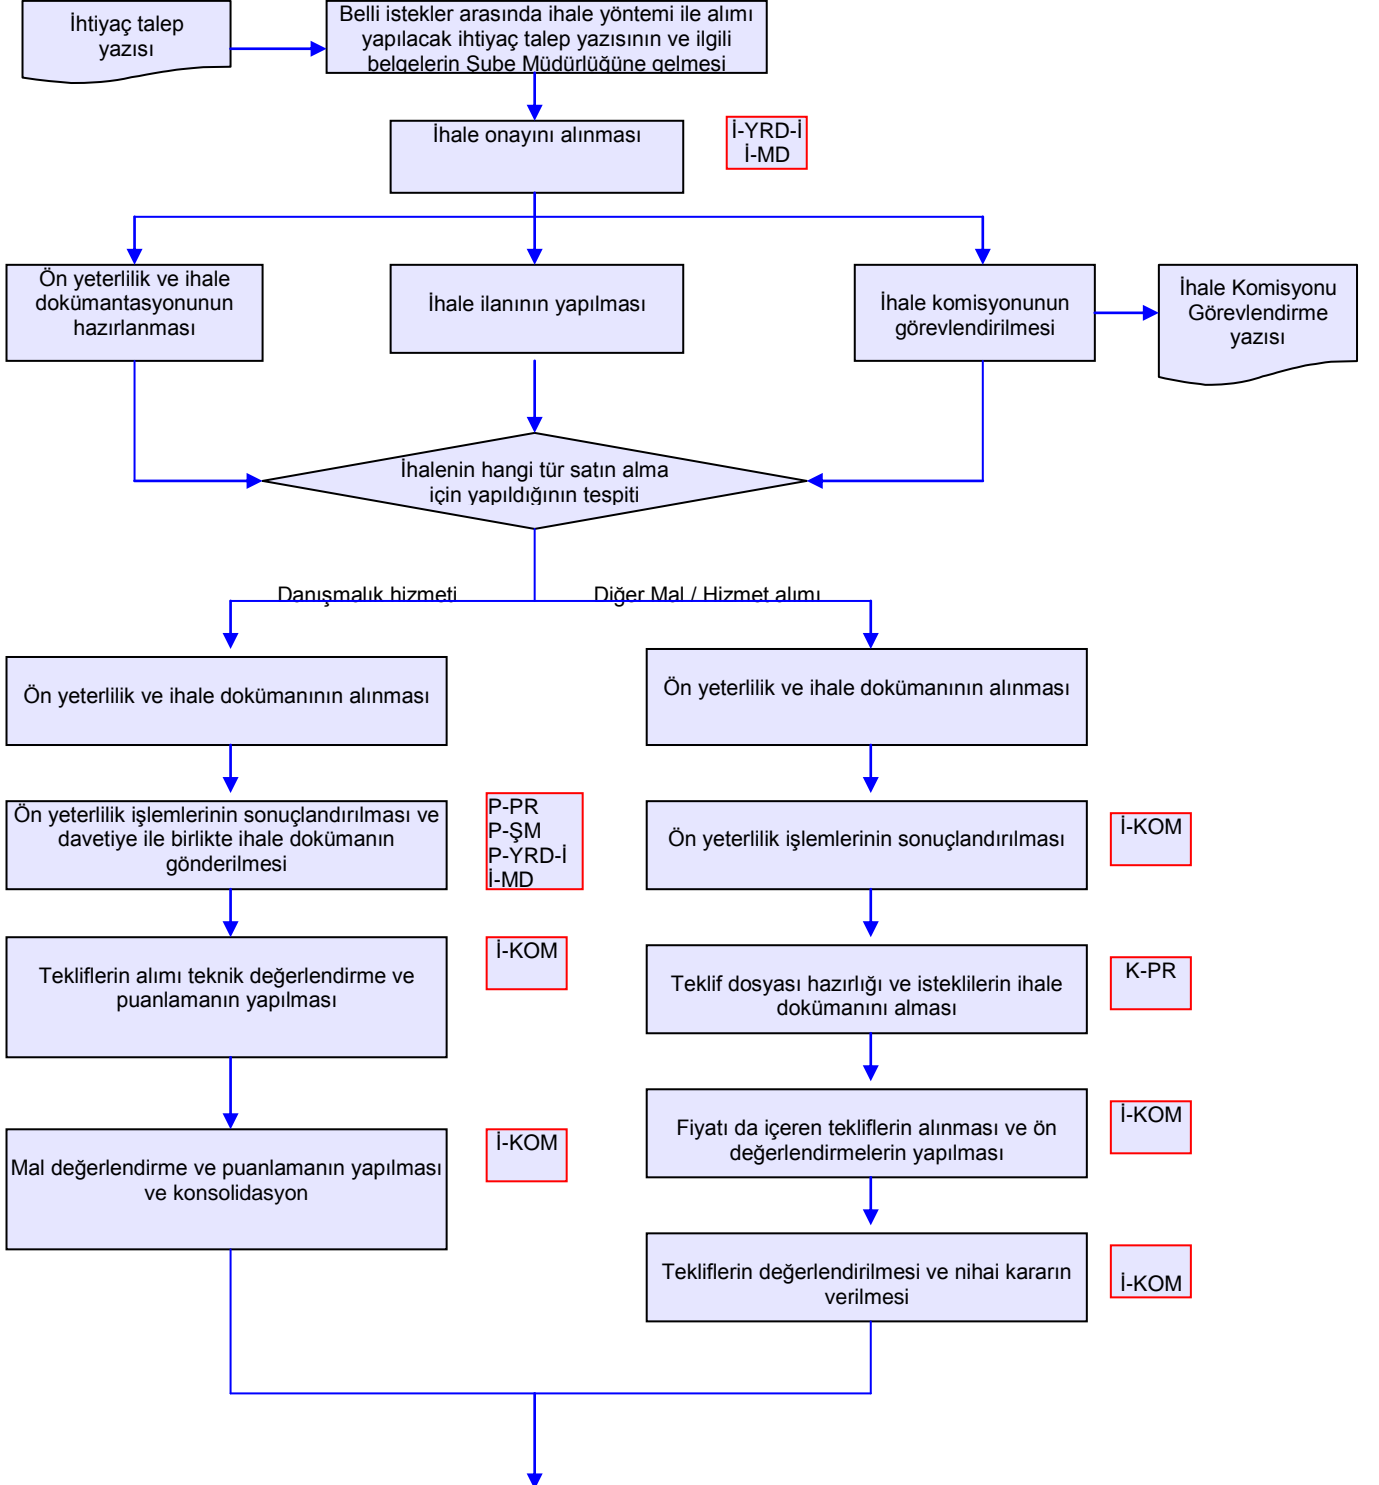 İhtiyaç talep
yazısı
Belli istekler arasında ihale yöntemi ile alımı
yapılacak ihtiyaç talep yazısının ve ilgili
belgelerin Şube Müdürlüğüne gelmesi
İhale onayını alınması
İ-YRD-İ
İ-MD
Ön yeterlilik ve ihale
dokümantasyonunun
hazırlanması
İhale ilanının yapılması
İhale komisyonunun
görevlendirilmesi
İhale Komisyonu
Görevlendirme
yazısı
İhalenin hangi tür satın alma
için yapıldığının tespiti
Danışmalık hizmeti
Diğer Mal / Hizmet alımı
Ön yeterlilik ve ihale dokümanının alınması
Ön yeterlilik ve ihale dokümanının alınması
Ön yeterlilik işlemlerinin sonuçlandırılması ve
davetiye ile birlikte ihale dokümanın
gönderilmesi
P-PR
P-ŞM
P-YRD-İ
İ-MD
Ön yeterlilik işlemlerinin sonuçlandırılması
İ-KOM
Tekliflerin alımı teknik değerlendirme ve
puanlamanın yapılması
İ-KOM
Teklif dosyası hazırlığı ve isteklilerin ihale
dokümanını alması
K-PR
Mal değerlendirme ve puanlamanın yapılması
ve konsolidasyon
İ-KOM
Fiyatı da içeren tekliflerin alınması ve ön
değerlendirmelerin yapılması
İ-KOM
Tekliflerin değerlendirilmesi ve nihai kararın
verilmesi
İ-KOM